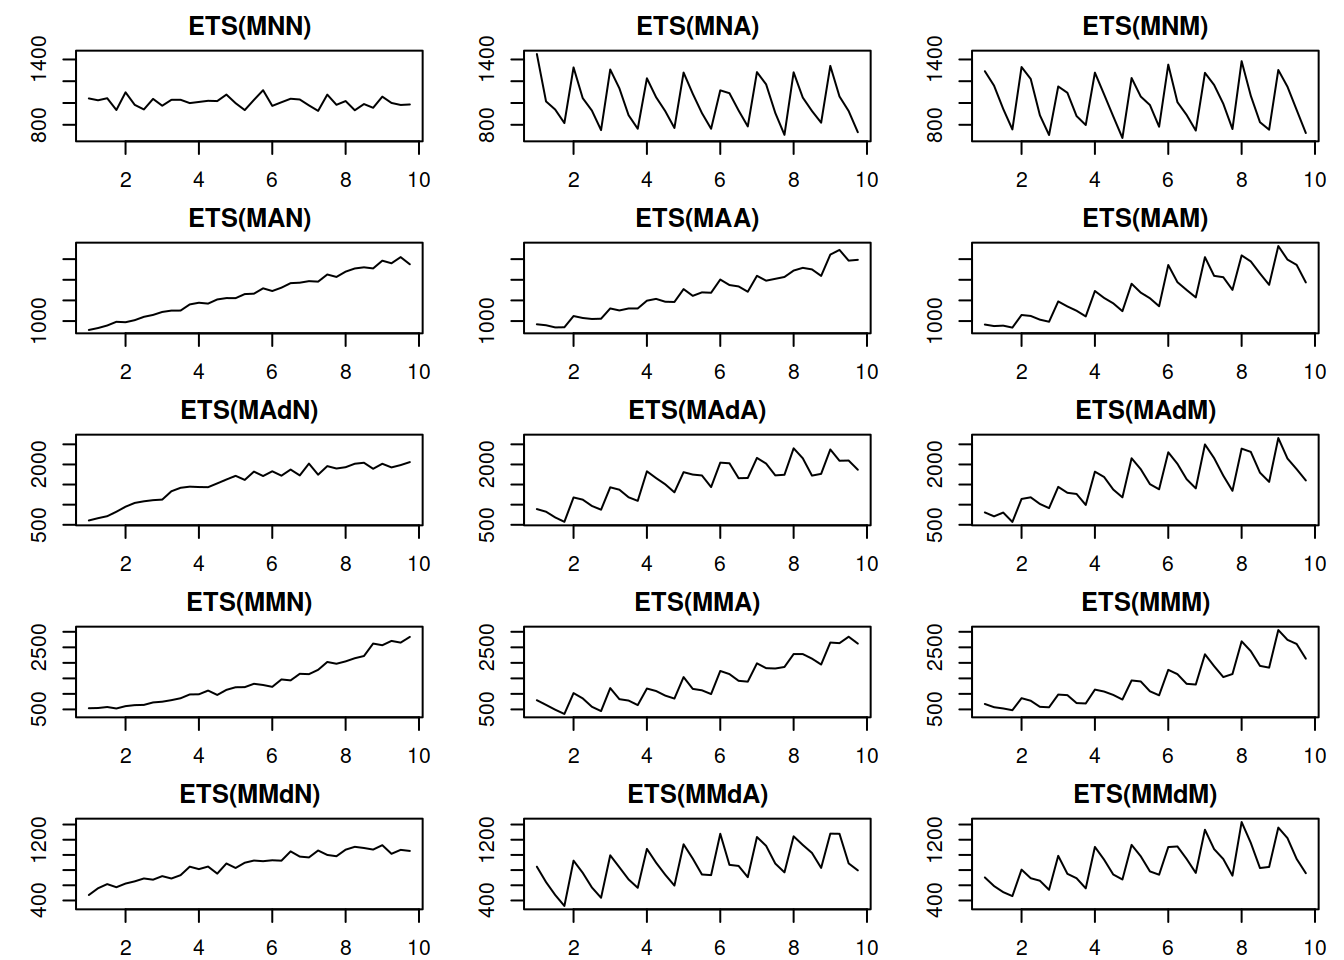 ETS(MNN) ETS(MNA) ETS(MNM)
1400 1400 1400
800 800 800
2 4 6 8 10 2 4 6 8 10 2 4 6 8 10
ETS(MAN) ETS(MAA) ETS(MAM)
1000 1000 1000
2 4 6 8 10 2 4 6 8 10 2 4 6 8 10
ETS(MAdN) ETS(MAdA) ETS(MAdM)
2000 2000 2000
500 500 500
2 4 6 8 10 2 4 6 8 10 2 4 6 8 10
ETS(MMN) ETS(MMA) ETS(MMM)
2500 2500 2500
500 500 500
2 4 6 8 10 2 4 6 8 10 2 4 6 8 10
ETS(MMdN) ETS(MMdA) ETS(MMdM)
1200 1200 1200
400 400 400
2 4 6 8 10 2 4 6 8 10 2 4 6 8 10